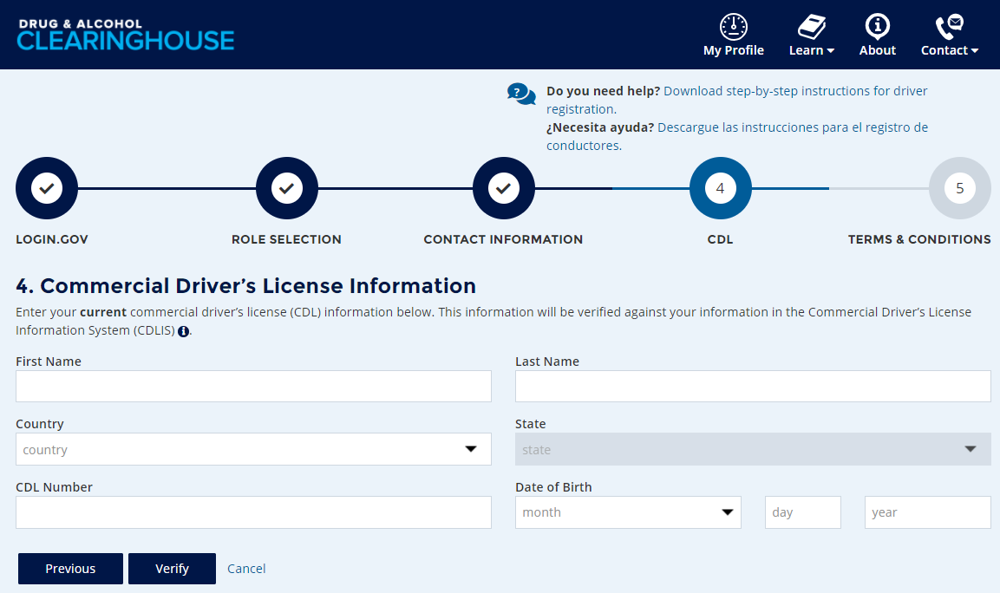 DRUG & ALCOHOL
CLEARINGHOUSE
My Profile
Learn
About
Contact
?
Do you need help? Download step-by-step instructions for driver
registration.
¿Necesita ayuda? Descargue las instrucciones para el registro de
conductores.
4
5
LOGIN.GOV
ROLE SELECTION
CONTACT INFORMATION
CDL
TERMS & CONDITIONS
4. Commercial Driver’s License Information
Enter your current commercial driver’s license (CDL) information below. This information will be verified against your information in the Commercial Driver’s License
Information System (CDLIS) i.
First Name
Last Name
Country
State
country
state
CDL Number
Date of Birth
month
day
year
Previous
Verify
Cancel